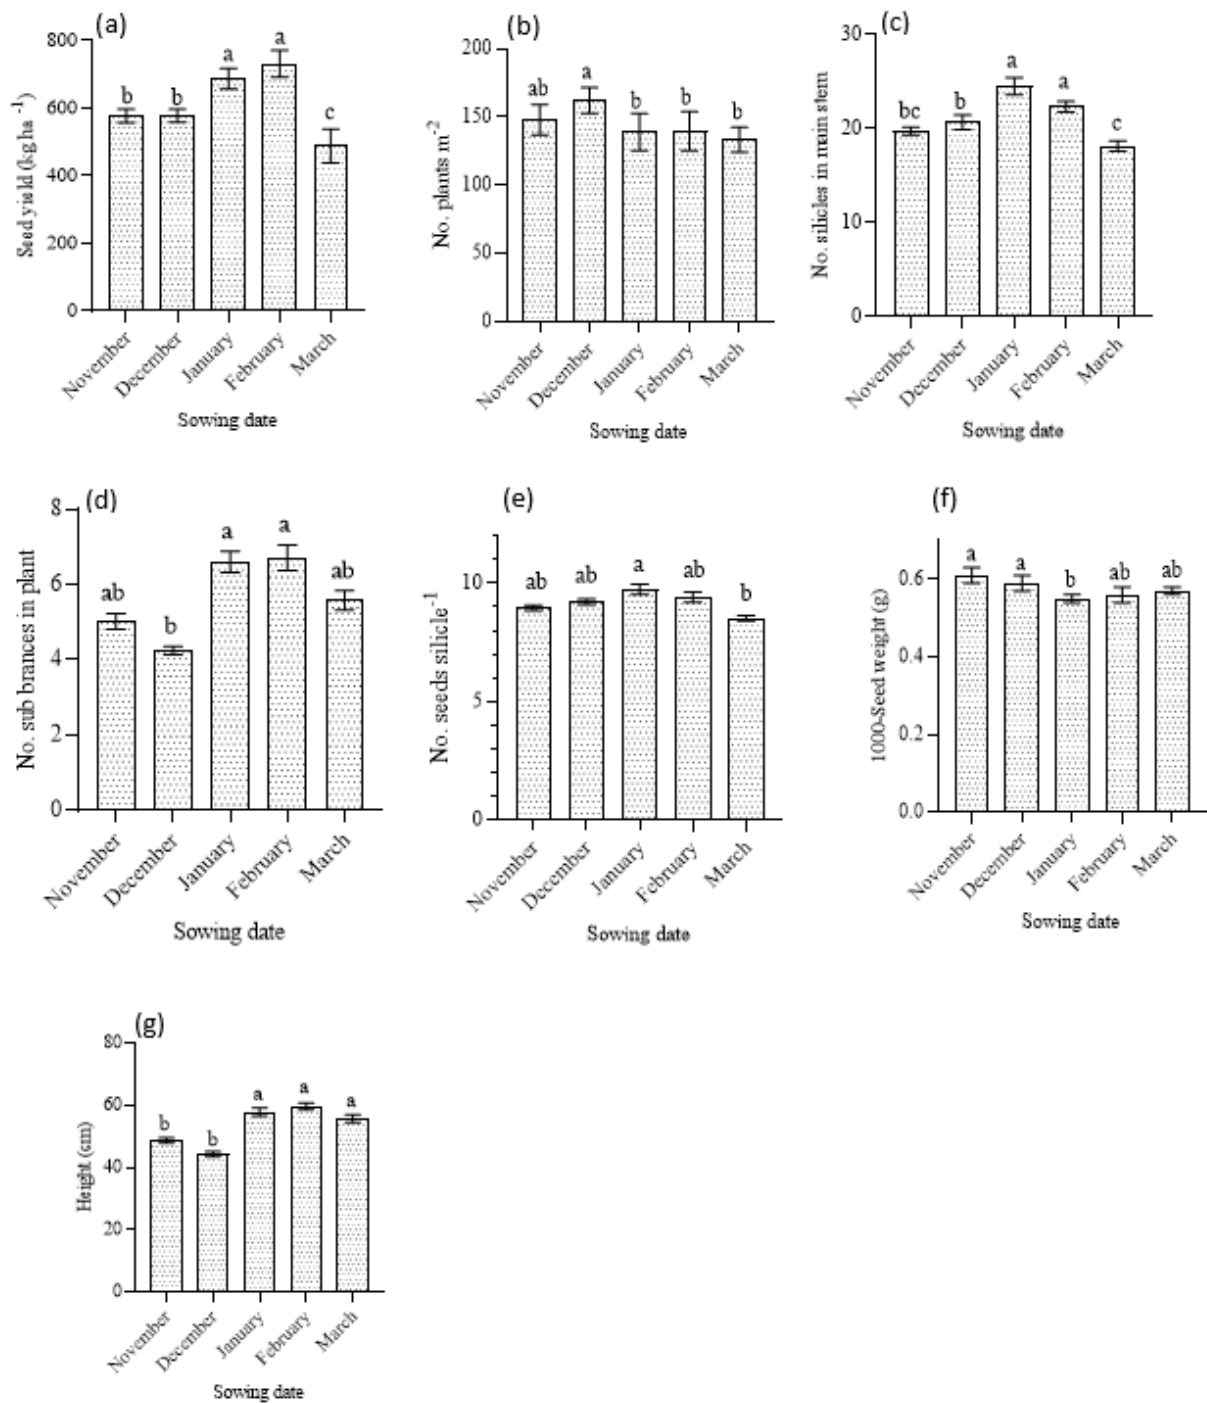 (a)
Seed yield (kg.ha -1)
800
600
400
200
0
b
b
a
a
c
November
December
January
February
March
Sowing date
(b)
No. plants m-2
200
150
100
50
0
ab
a
b
b
b
November
December
January
February
March
Sowing date
(c)
No. silicles in main stem
30
20
10
0
bc
b
a
a
c
November
December
January
February
March
Sowing date
(d)
No. sub brances in plant
8
6
4
2
0
ab
b
a
a
ab
November
December
January
February
March
Sowing date
(e)
No. seeds silicle-1
10
5
0
ab
ab
a
ab
b
November
December
January
February
March
Sowing date
(f)
1000-Seed weight (g)
0.6
0.4
0.2
0.0
a
a
b
ab
ab
November
December
January
February
March
Sowing date
(g)
Height (cm)
80
60
40
20
0
b
b
a
a
a
November
December
January
February
March
Sowing date